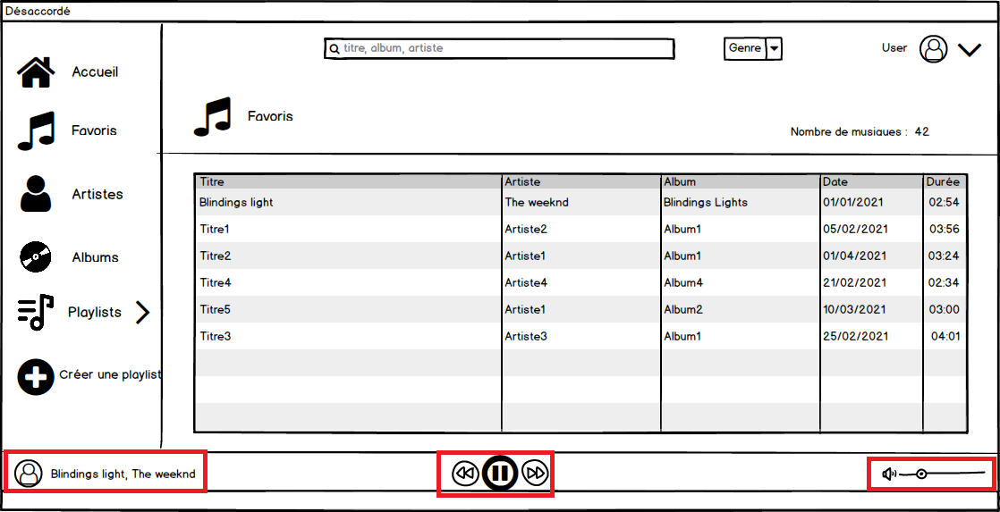 Désaccordé
titre, album, artiste
Genre
User
Accueil
Favoris
Artistes
Albums
Playlists
Créer une playlist
Favoris
Nombre de musiques : 42
Titre Artiste Album Date Durée
Blindings light The weeknd Blindings Lights 01/01/2021 02:54
Titre1 Artiste2 Album1 05/02/2021 03:56
Titre2 Artiste1 Album1 01/04/2021 03:24
Titre4 Artiste4 Album4 21/02/2021 02:34
Titre5 Artiste1 Album2 10/03/2021 03:00
Titre3 Artiste3 Album1 25/02/2021 04:01
Blindings light, The weeknd